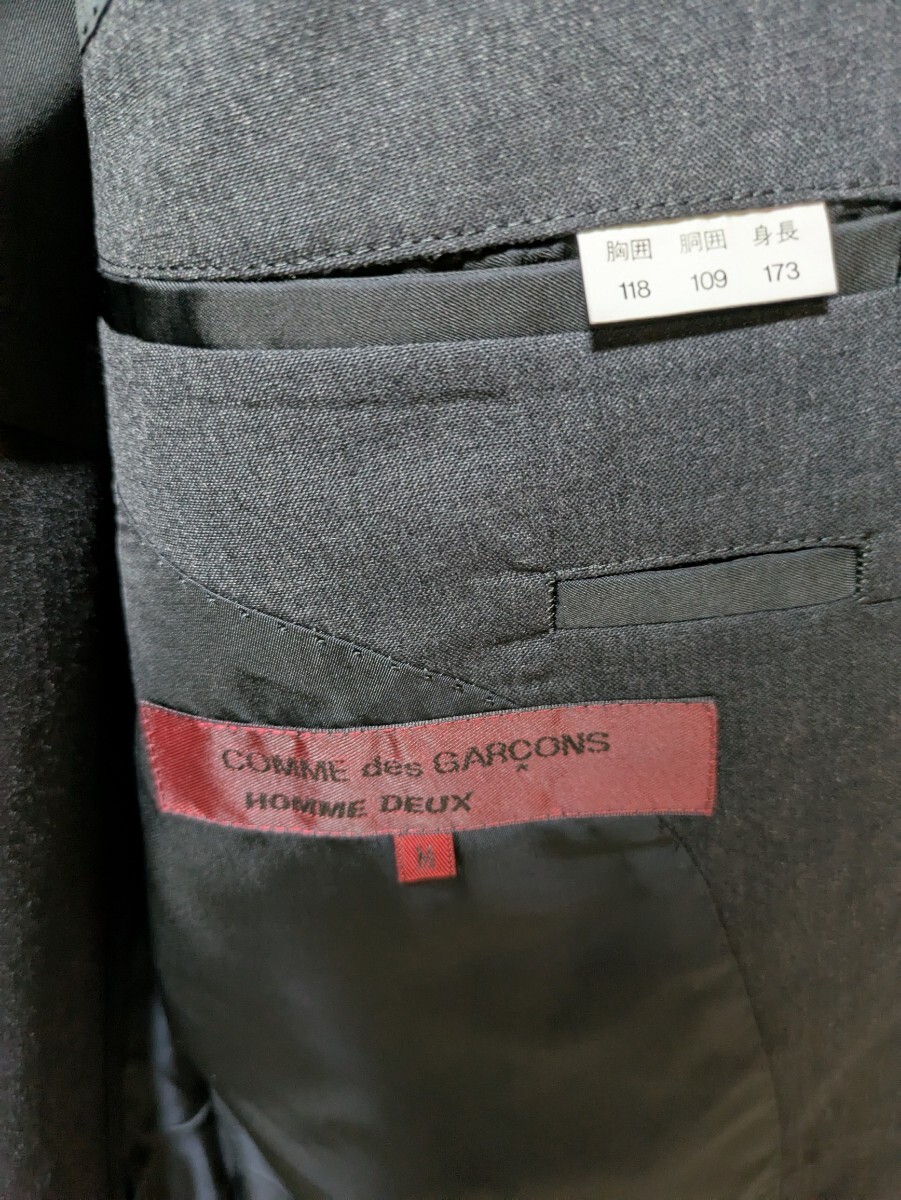 胸囲 胴囲 身長
118 109 173
COMME des GARÇONS
HOMME DEUX
M